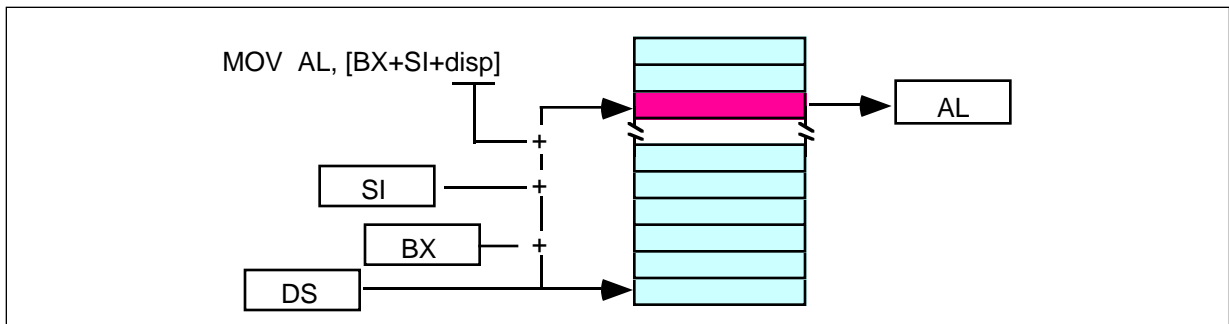 MOV AL, [BX+SI+disp]
AL
+
SI
+
BX
+
DS